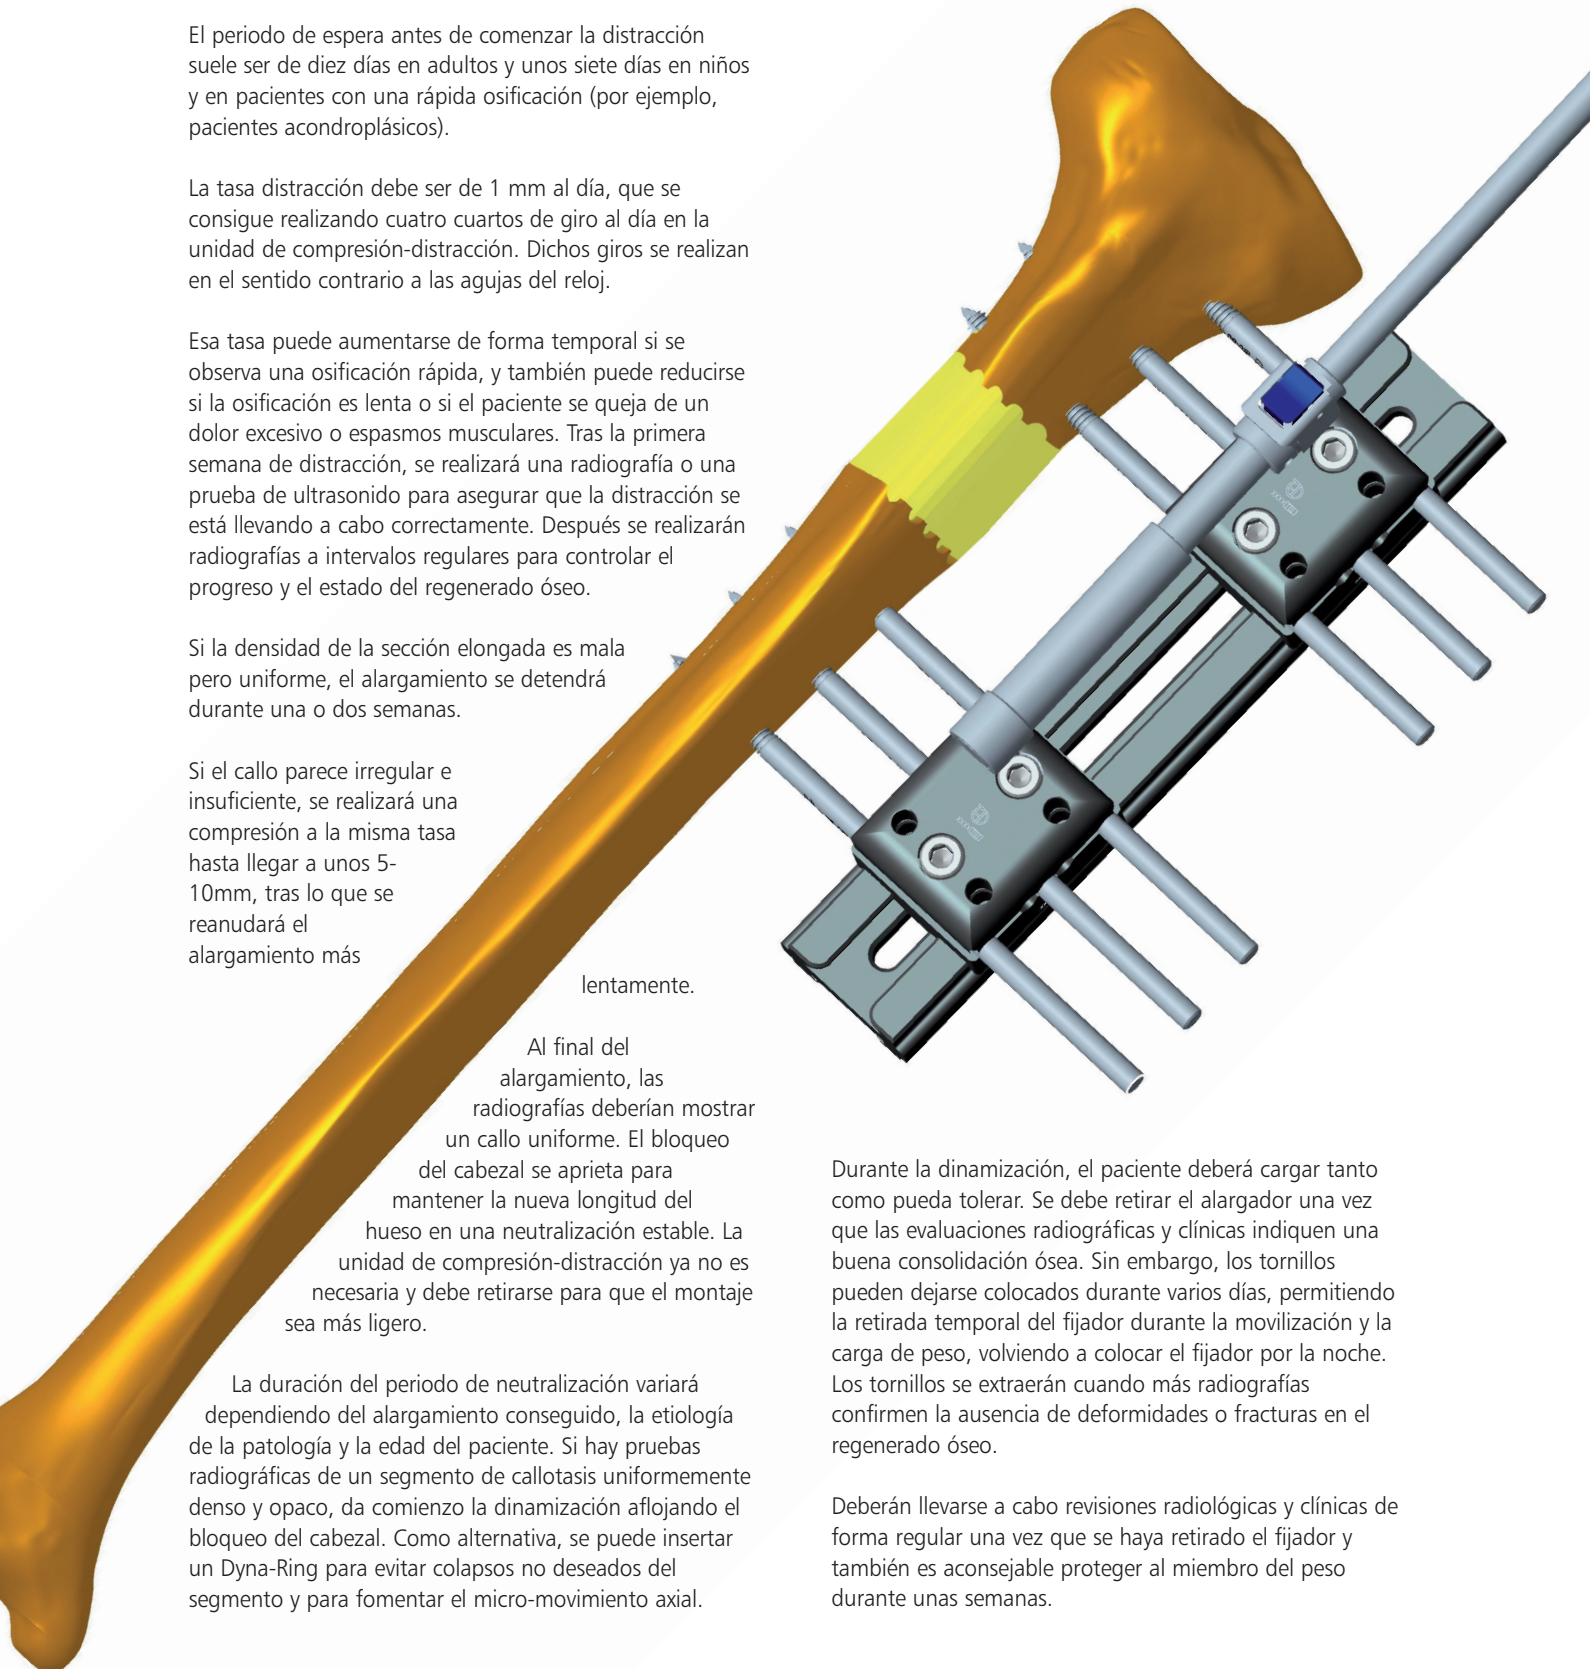 El periodo de espera antes de comenzar la distracción
suele ser de diez días en adultos y unos siete días en niños
y en pacientes con una rápida osificación (por ejemplo,
pacientes acondroplásicos).
La tasa distracción debe ser de 1 mm al día, que se
consigue realizando cuatro cuartos de giro al día en la
unidad de compresión-distracción. Dichos giros se realizan
en el sentido contrario a las agujas del reloj.
Esa tasa puede aumentarse de forma temporal si se
observa una osificación rápida, y también puede reducirse
si la osificación es lenta o si el paciente se queja de un
dolor excesivo o espasmos musculares. Tras la primera
semana de distracción, se realizará una radiografía o una
prueba de ultrasonido para asegurar que la distracción se
está llevando a cabo correctamente. Después se realizarán
radiografías a intervalos regulares para controlar el
progreso y el estado del regenerado óseo.
Si la densidad de la sección elongada es mala
pero uniforme, el alargamiento se detendrá
durante una o dos semanas.
Si el callo parece irregular e
insuficiente, se realizará una
compresión a la misma tasa
hasta llegar a unos 5-
10mm, tras lo que se
reanudará el
alargamiento más
lentamente.
Al final del
alargamiento, las
radiografías deberían mostrar
un callo uniforme. El bloqueo
del cabezal se aprieta para
mantener la nueva longitud del
hueso en una neutralización estable. La
unidad de compresión-distracción ya no es
necesaria y debe retirarse para que el montaje
sea más ligero.
La duración del periodo de neutralización variará
dependiendo del alargamiento conseguido, la etiología
de la patología y la edad del paciente. Si hay pruebas
radiográficas de un segmento de callotasis uniformemente
denso y opaco, da comienzo la dinamización aflojando el
bloqueo del cabezal. Como alternativa, se puede insertar
un Dyna-Ring para evitar colapsos no deseados del
segmento y para fomentar el micro-movimiento axial.
Durante la dinamización, el paciente deberá cargar tanto
como pueda tolerar. Se debe retirar el alargador una vez
que las evaluaciones radiográficas y clínicas indiquen una
buena consolidación ósea. Sin embargo, los tornillos
pueden dejarse colocados durante varios días, permitiendo
la retirada temporal del fijador durante la movilización y la
carga de peso, volviendo a colocar el fijador por la noche.
Los tornillos se extraerán cuando más radiografías
confirmen la ausencia de deformidades o fracturas en el
regenerado óseo.
Deberán llevarse a cabo revisiones radiológicas y clínicas de
forma regular una vez que se haya retirado el fijador y
también es aconsejable proteger al miembro del peso
durante unas semanas.